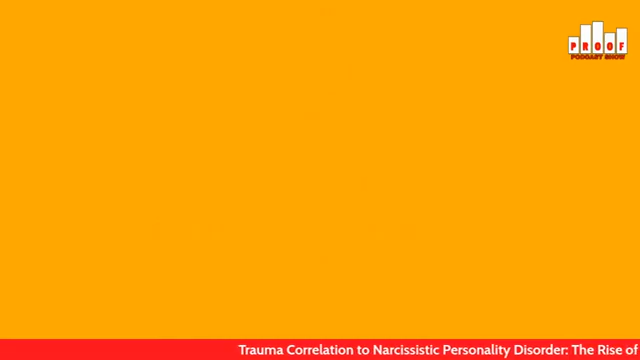 PROOF
PODCAST SHOW
Trauma Correlation to Narcissistic Personality Disorder: The Rise of